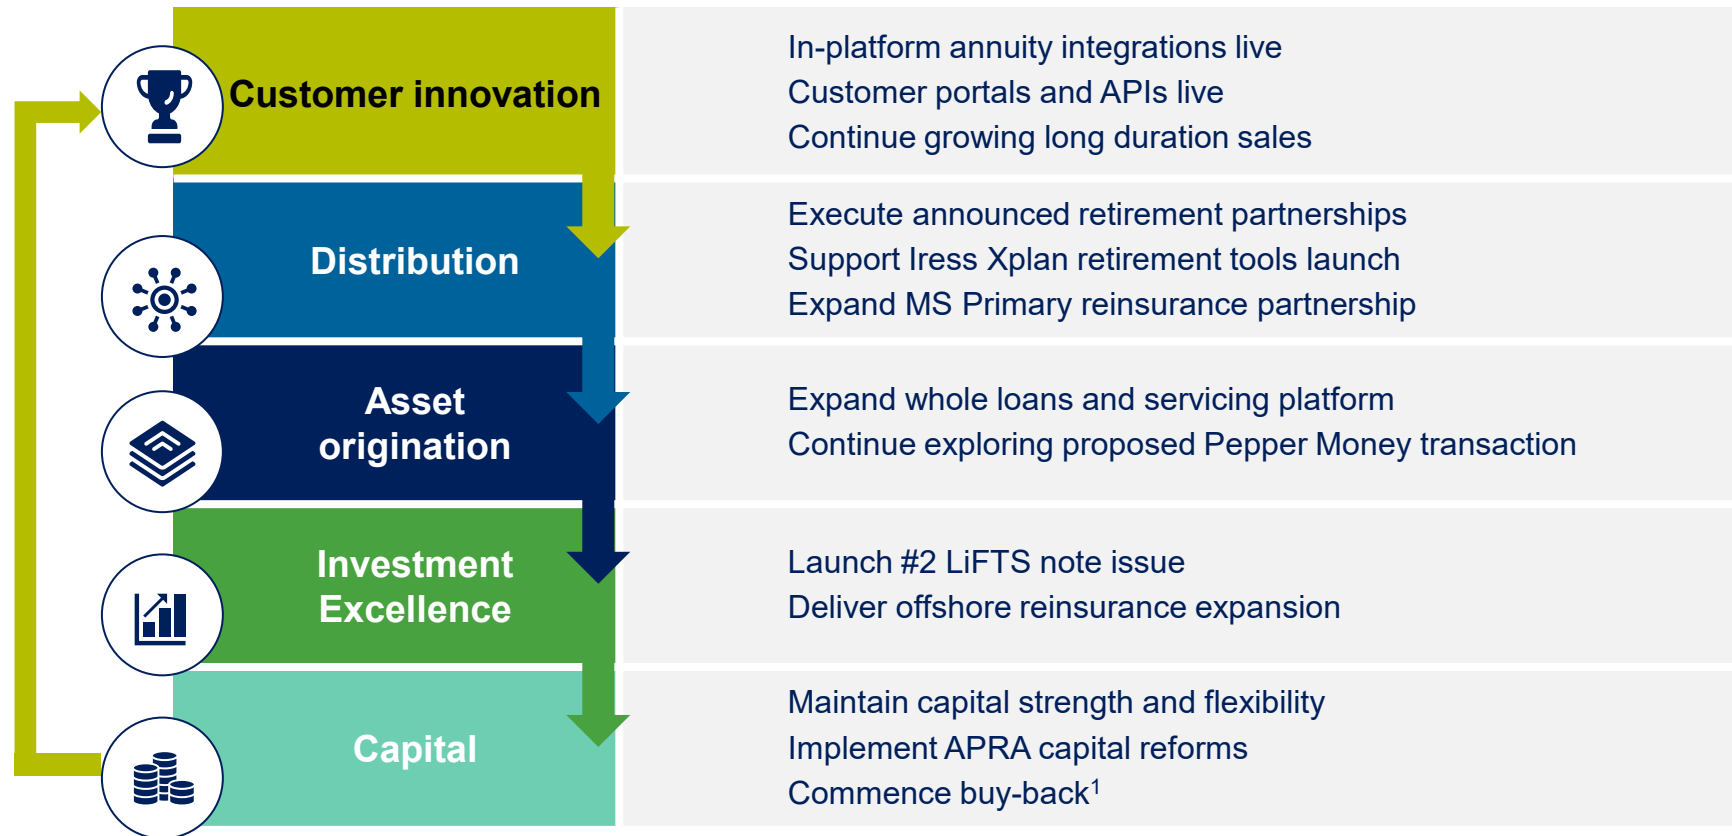 Customer innovation
In-platform annuity integrations live
Customer portals and APIs live
Continue growing long duration sales
Distribution
Execute announced retirement partnerships
Support Iress Xplan retirement tools launch
Expand MS Primary reinsurance partnership
Asset
origination
Expand whole loans and servicing platform
Continue exploring proposed Pepper Money transaction
Investment
Excellence
Launch #2 LiFTS note issue
Deliver offshore reinsurance expansion
Capital
Maintain capital strength and flexibility
Implement APRA capital reforms
Commence buy-back¹